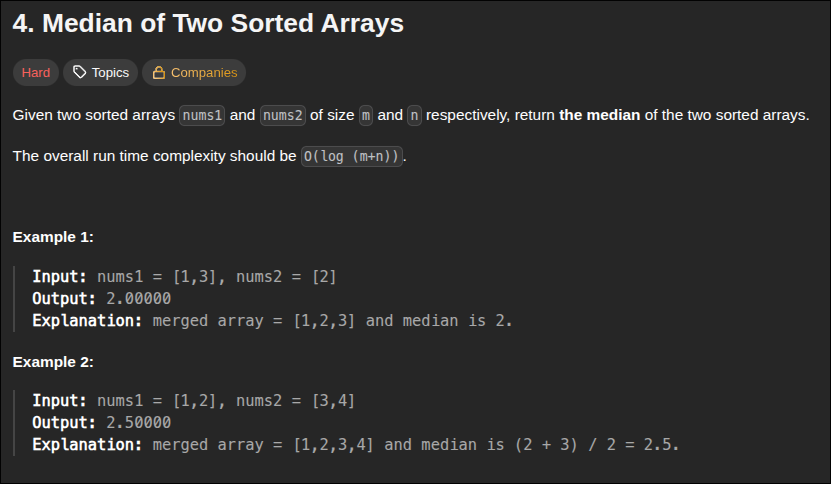 4. Median of Two Sorted Arrays
Hard Topics Companies
Given two sorted arrays nums1 and nums2 of size m and n respectively, return the median of the two sorted arrays.
The overall run time complexity should be O(log (m+n)).
Example 1:
Input: nums1 = [1,3], nums2 = [2]
Output: 2.00000
Explanation: merged array = [1,2,3] and median is 2.
Example 2:
Input: nums1 = [1,2], nums2 = [3,4]
Output: 2.50000
Explanation: merged array = [1,2,3,4] and median is (2 + 3) / 2 = 2.5.